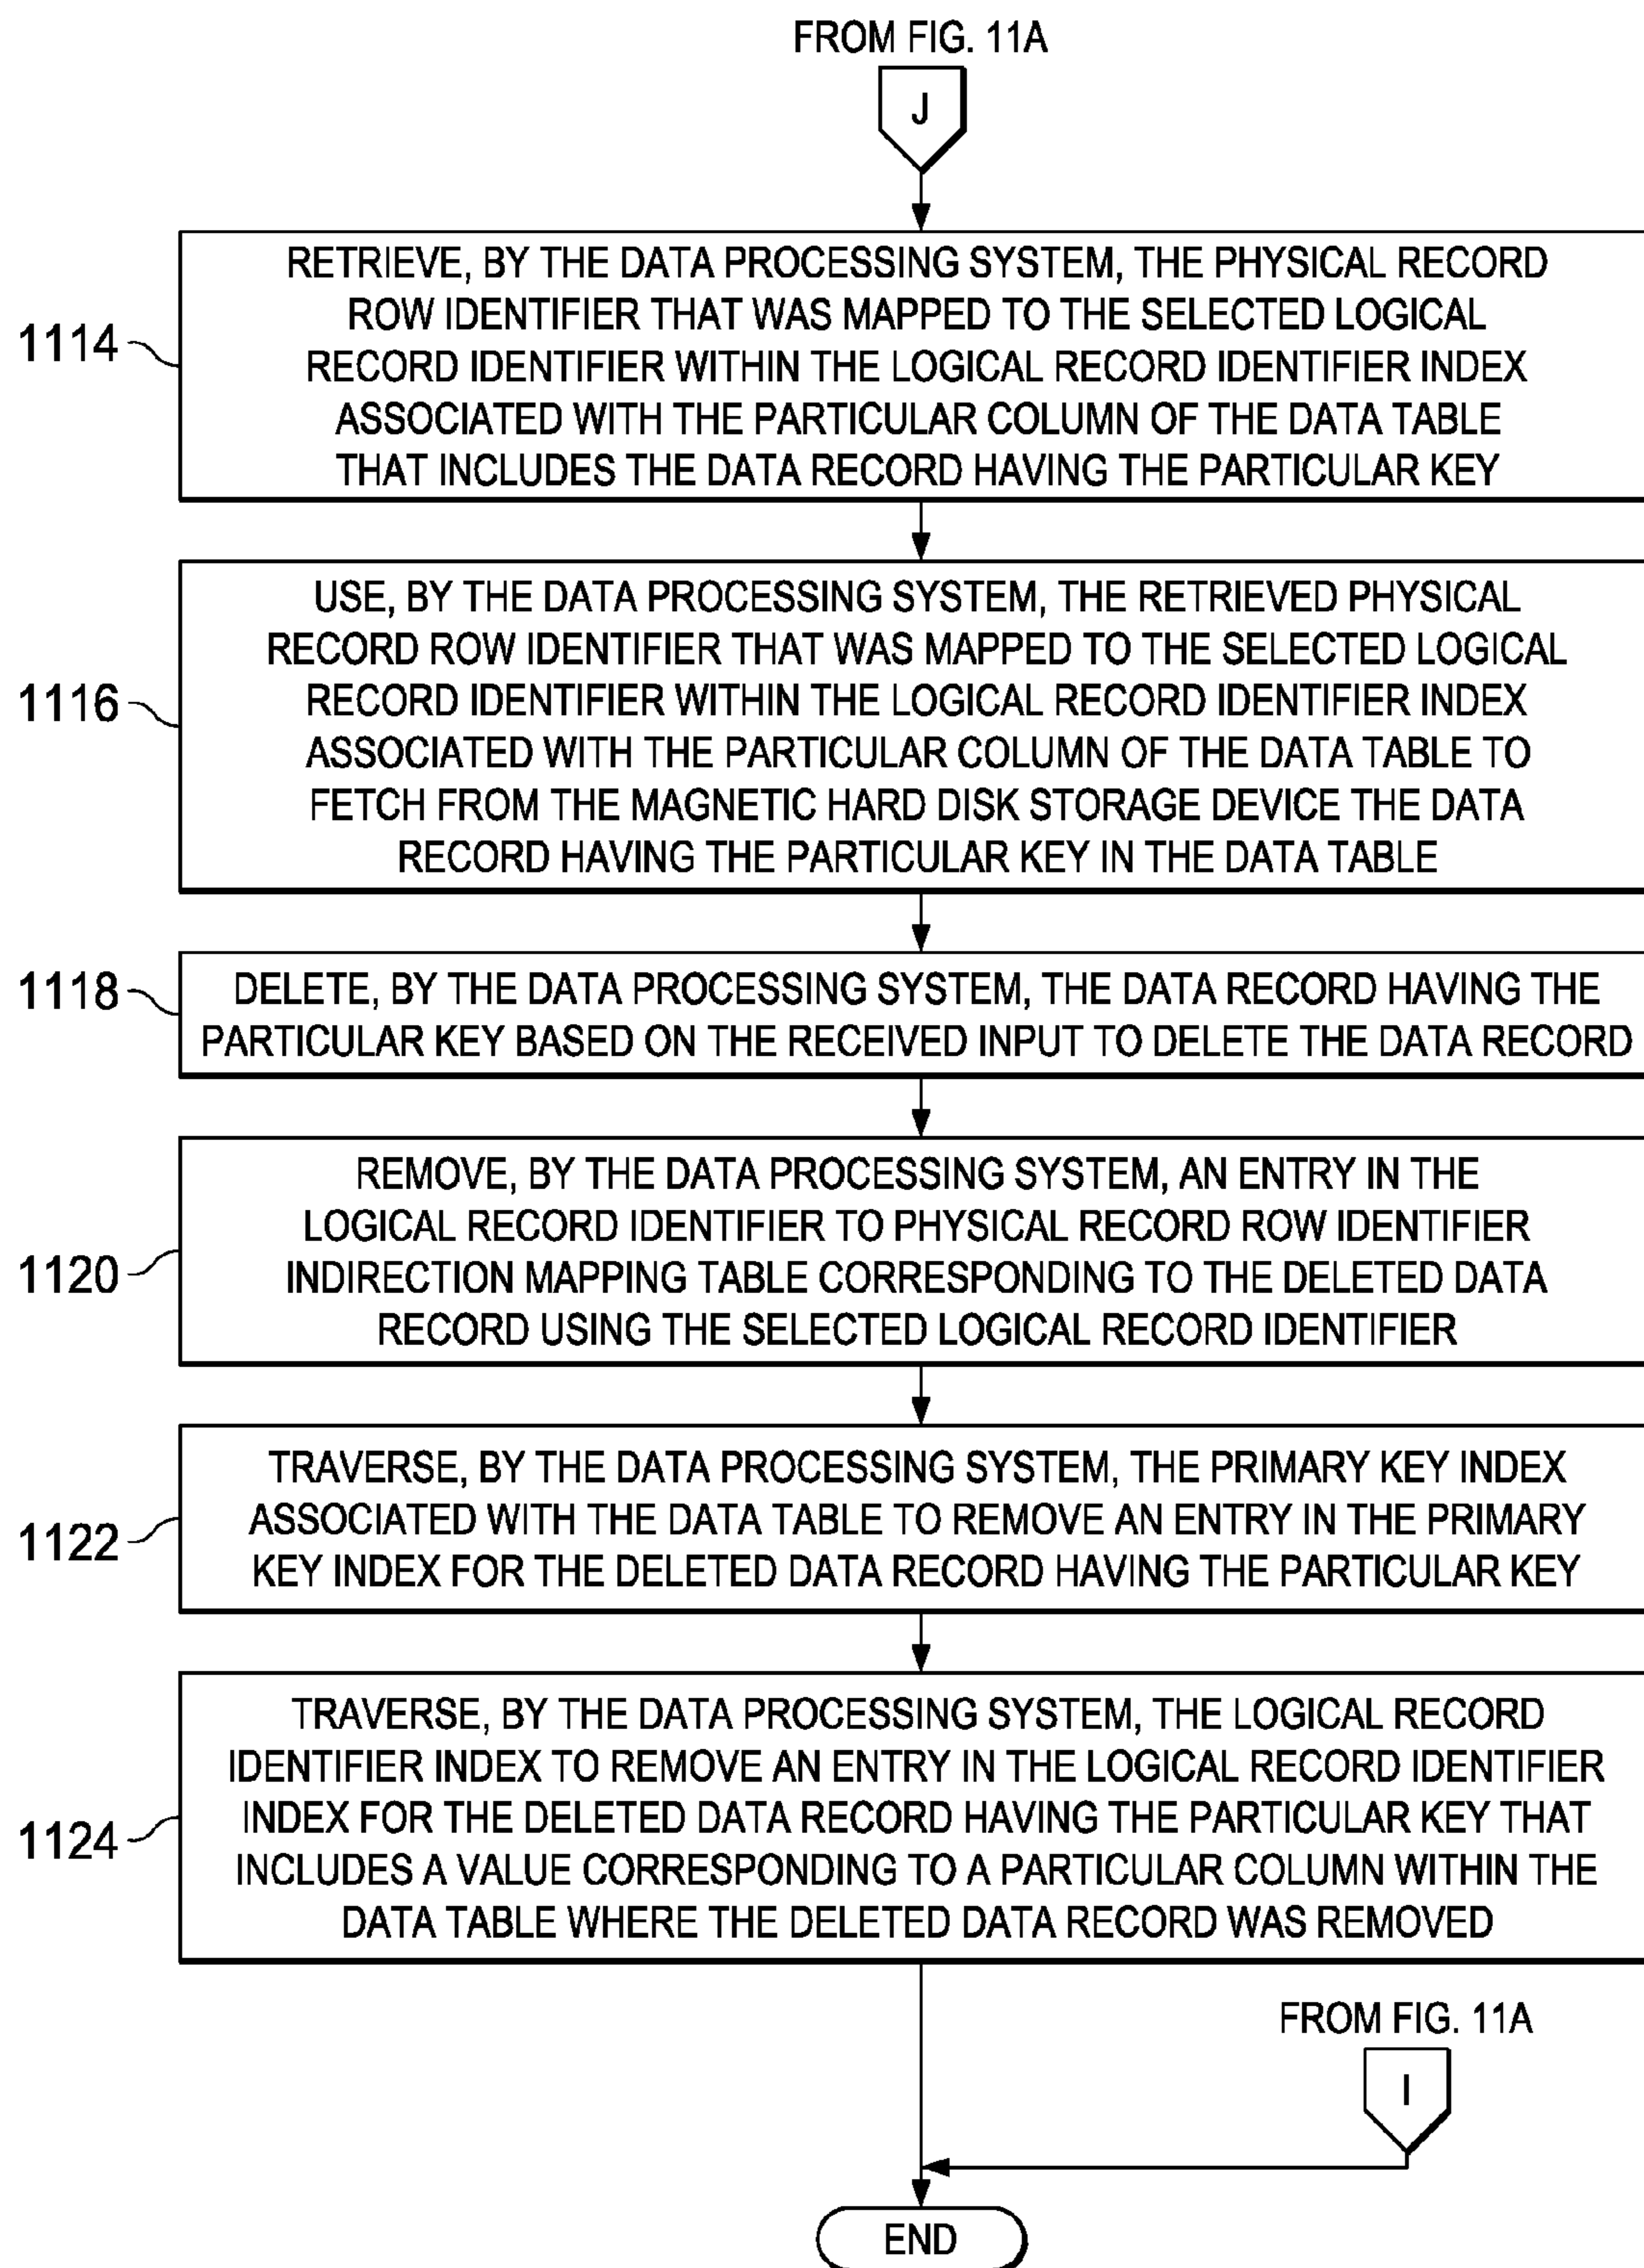 FROM FIG. 11A
J
1114
RETRIEVE, BY THE DATA PROCESSING SYSTEM, THE PHYSICAL RECORD
ROW IDENTIFIER THAT WAS MAPPED TO THE SELECTED LOGICAL
RECORD IDENTIFIER WITHIN THE LOGICAL RECORD IDENTIFIER INDEX
ASSOCIATED WITH THE PARTICULAR COLUMN OF THE DATA TABLE
THAT INCLUDES THE DATA RECORD HAVING THE PARTICULAR KEY
1116
USE, BY THE DATA PROCESSING SYSTEM, THE RETRIEVED PHYSICAL
RECORD ROW IDENTIFIER THAT WAS MAPPED TO THE SELECTED LOGICAL
RECORD IDENTIFIER WITHIN THE LOGICAL RECORD IDENTIFIER INDEX
ASSOCIATED WITH THE PARTICULAR COLUMN OF THE DATA TABLE TO
FETCH FROM THE MAGNETIC HARD DISK STORAGE DEVICE THE DATA
RECORD HAVING THE PARTICULAR KEY IN THE DATA TABLE
1118
DELETE, BY THE DATA PROCESSING SYSTEM, THE DATA RECORD HAVING THE
PARTICULAR KEY BASED ON THE RECEIVED INPUT TO DELETE THE DATA RECORD
1120
REMOVE, BY THE DATA PROCESSING SYSTEM, AN ENTRY IN THE
LOGICAL RECORD IDENTIFIER TO PHYSICAL RECORD ROW IDENTIFIER
INDIRECTION MAPPING TABLE CORRESPONDING TO THE DELETED DATA
RECORD USING THE SELECTED LOGICAL RECORD IDENTIFIER
1122
TRAVERSE, BY THE DATA PROCESSING SYSTEM, THE PRIMARY KEY INDEX
ASSOCIATED WITH THE DATA TABLE TO REMOVE AN ENTRY IN THE PRIMARY
KEY INDEX FOR THE DELETED DATA RECORD HAVING THE PARTICULAR KEY
1124
TRAVERSE, BY THE DATA PROCESSING SYSTEM, THE LOGICAL RECORD
IDENTIFIER INDEX TO REMOVE AN ENTRY IN THE LOGICAL RECORD IDENTIFIER
INDEX FOR THE DELETED DATA RECORD HAVING THE PARTICULAR KEY THAT
INCLUDES A VALUE CORRESPONDING TO A PARTICULAR COLUMN WITHIN THE
DATA TABLE WHERE THE DELETED DATA RECORD WAS REMOVED
FROM FIG. 11A
I
END